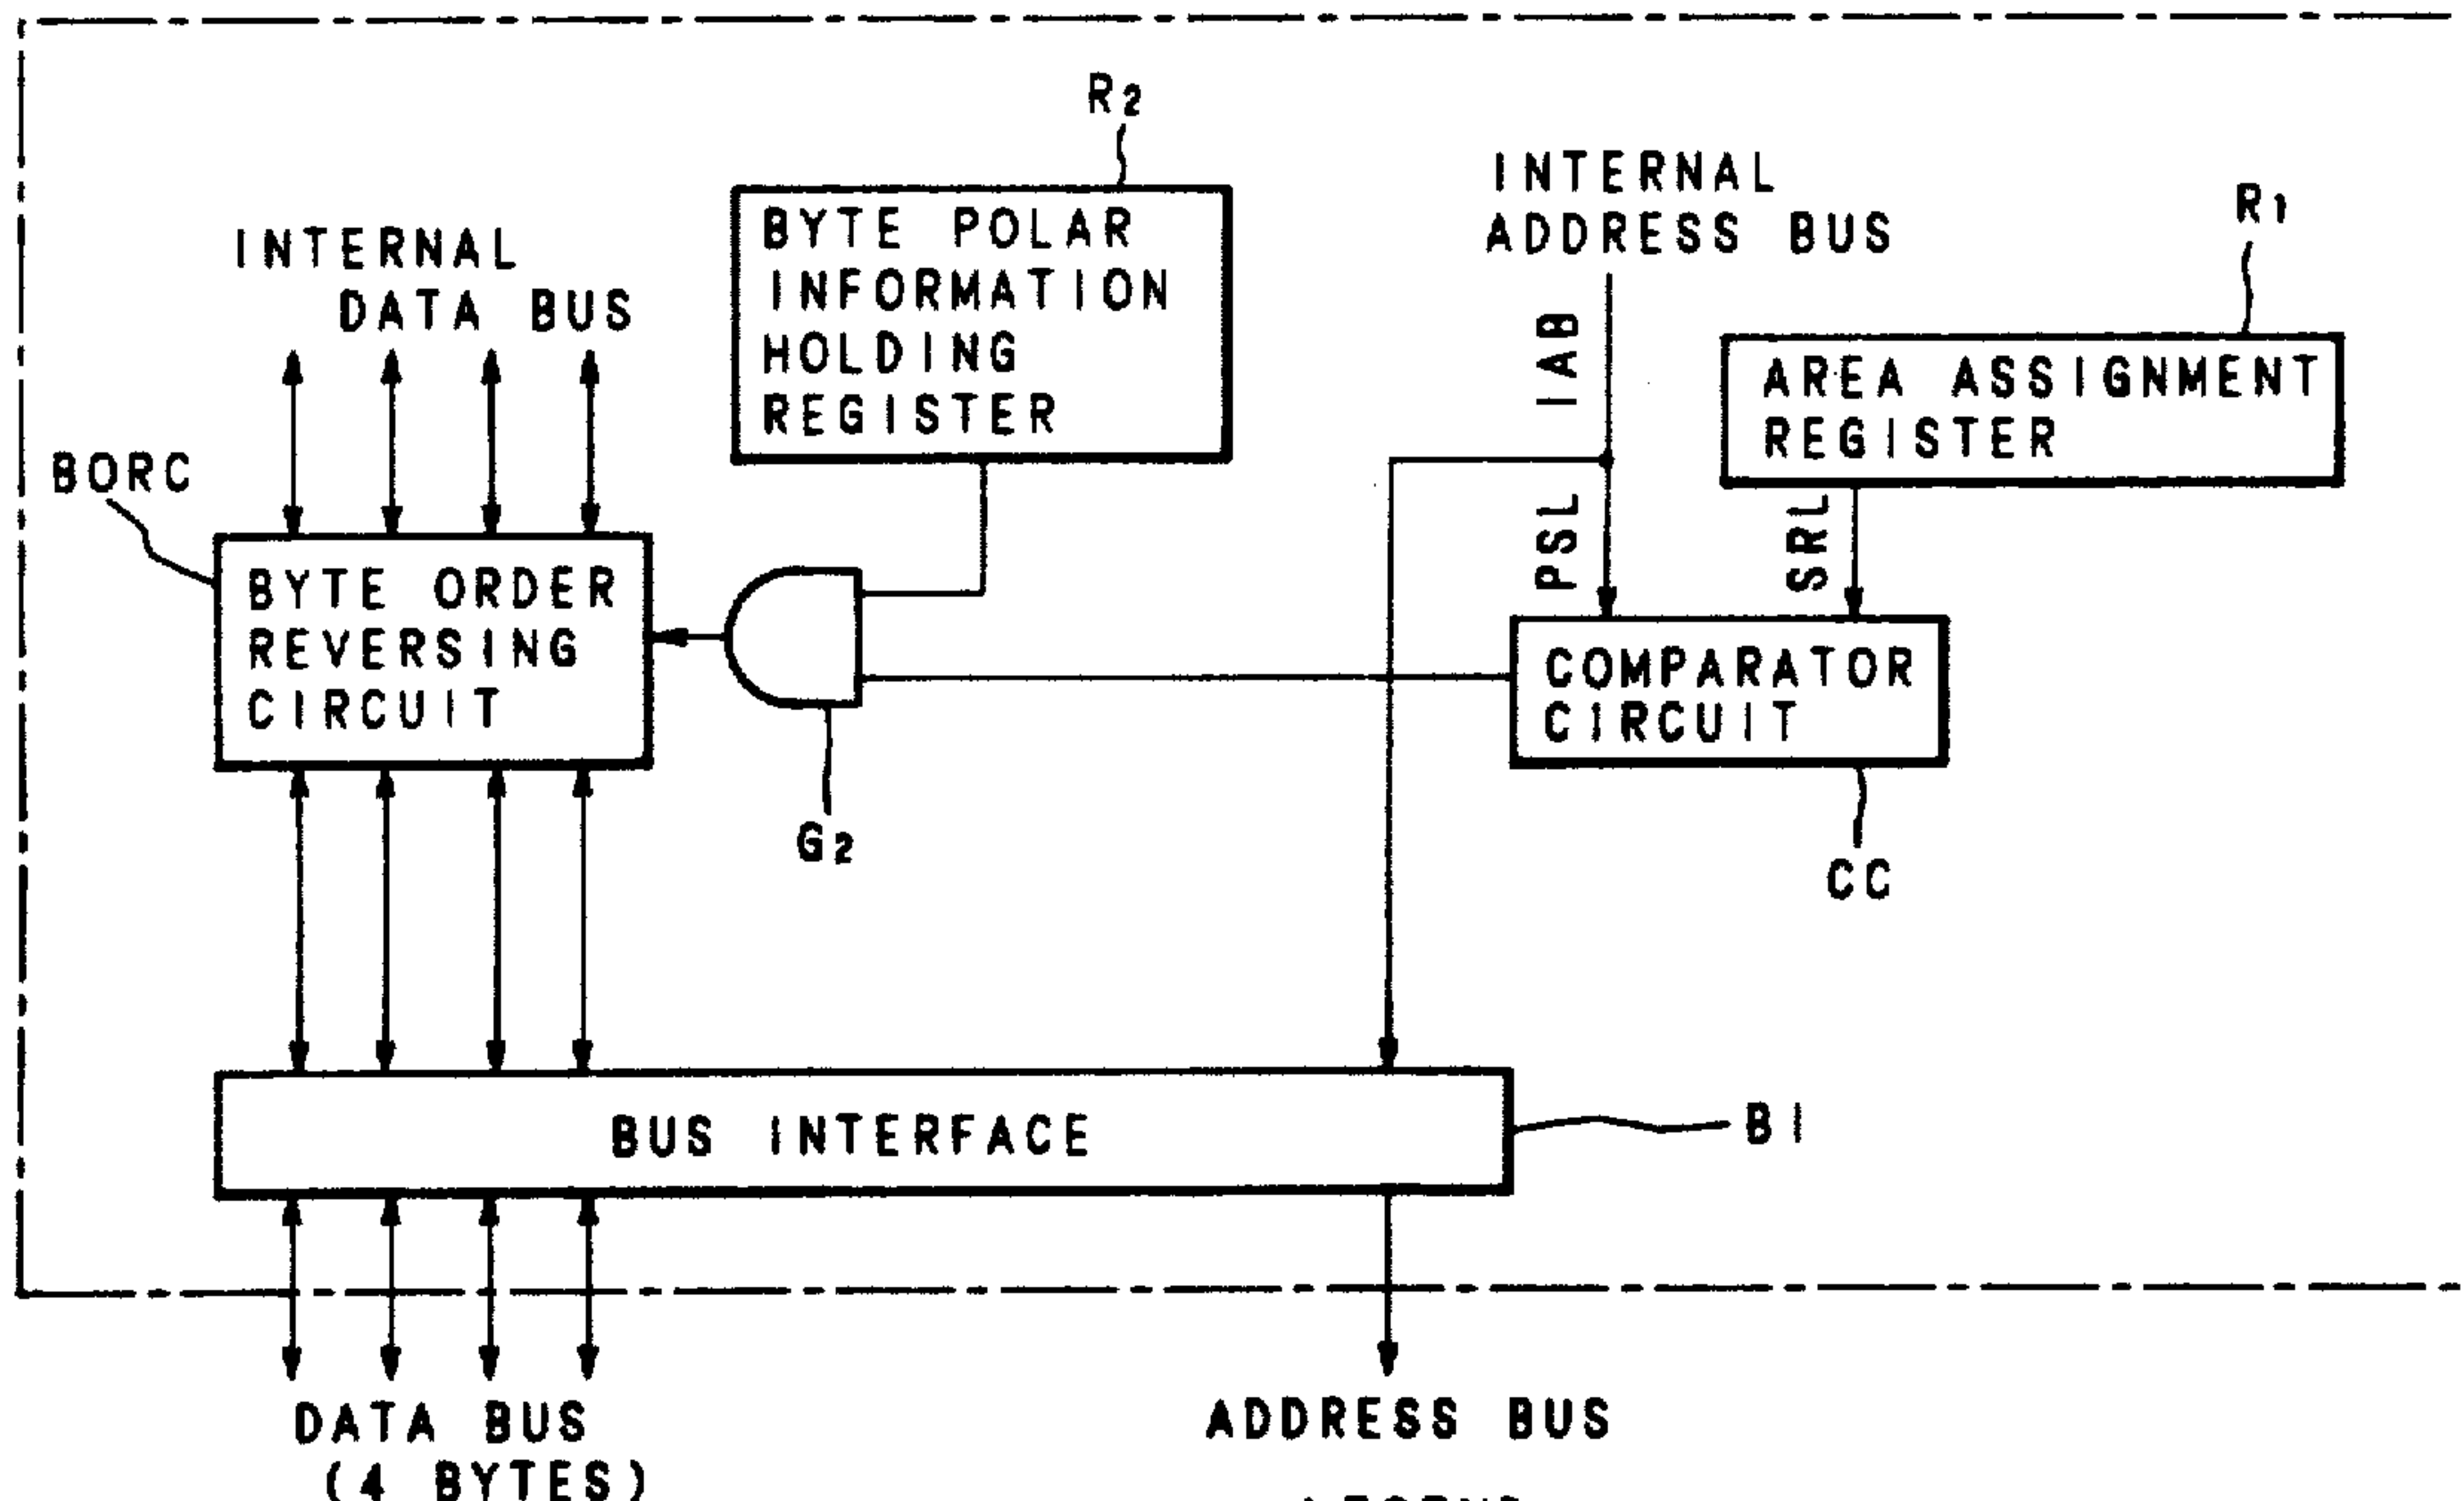 R2
INTERNAL
ADDRESS BUS
R1
INTERNAL
DATA BUS
BYTE POLAR
INFORMATION
HOLDING
REGISTER
IAB
AREA ASSIGNMENT
REGISTER
BORC
PSL
SRL
BYTE ORDER
REVERSING
CIRCUIT
COMPARATOR
CIRCUIT
G2
CC
BUS INTERFACE
BI
DATA BUS
(4 BYTES)
ADDRESS BUS